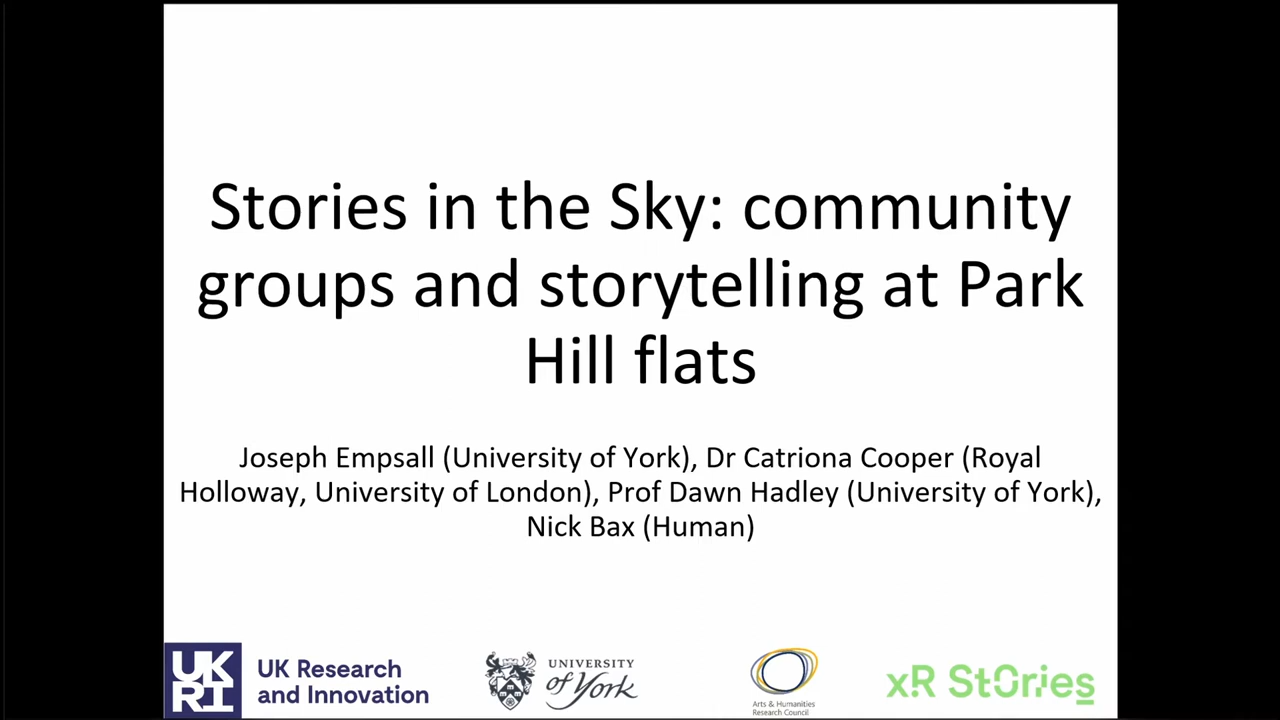 Stories in the Sky: community
groups and storytelling at Park
Hill flats
Joseph Empsall (University of York), Dr Catriona Cooper (Royal
Holloway, University of London), Prof Dawn Hadley (University of York),
Nick Bax (Human)
UK
RI
UK Research
and Innovation
UNIVERSITY
of York
Arts & Humanities
Research Council
xR StOries